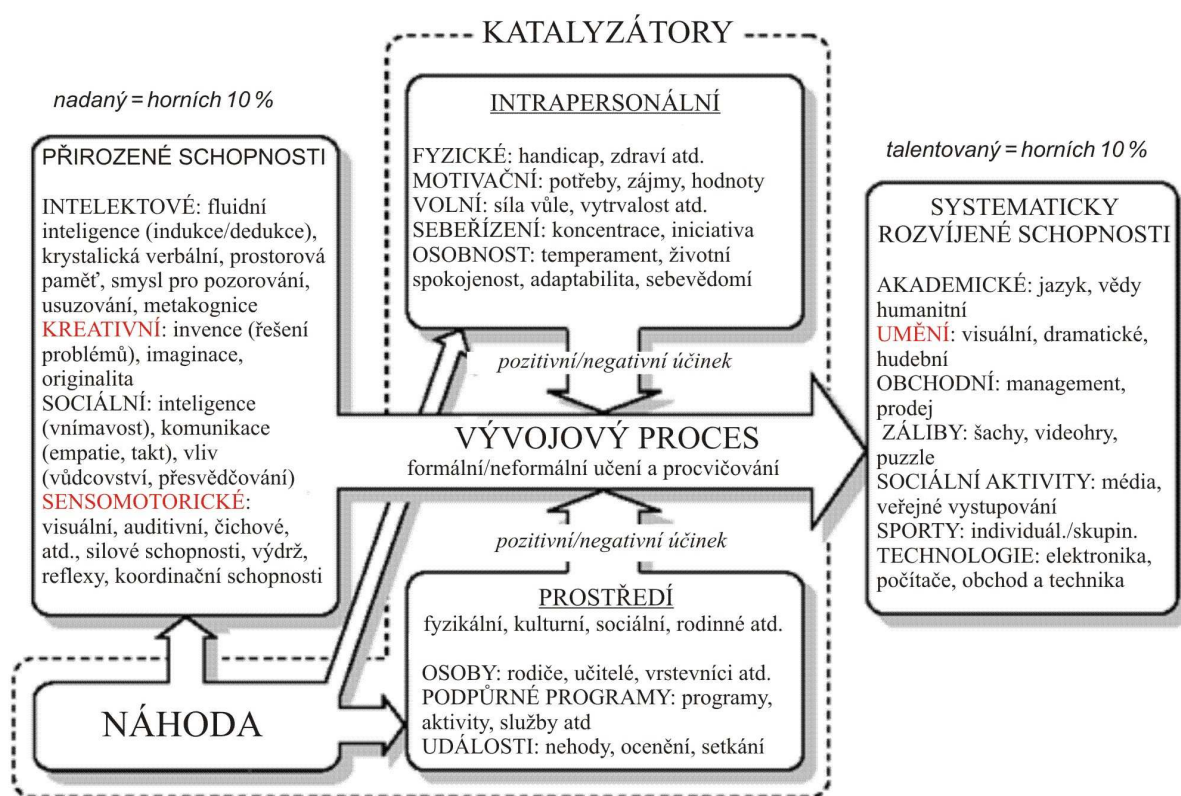 KATALYZÁTORY
nadaný = horních 10 %
PŘIROZENÉ SCHOPNOSTI
INTELEKTOVÉ: fluidní
inteligence (indukce/dedukce),
krystalická verbální, prostorová
paměť, smysl pro pozorování,
usuzování, metakognice
KREATIVNÍ: invence (řešení
problémů), imaginace,
originalita
SOCIÁLNÍ: inteligence
(vnímavost), komunikace
(empatie, takt), vliv
(vůdcovství, přesvědčování)
SENSOMOTORICKÉ:
visuální, auditivní, čichové,
atd., silové schopnosti, výdrž,
reflexy, koordinační schopnosti
INTRAPERSONÁLNÍ
FYZICKÉ: handicap, zdraví atd.
MOTIVAČNÍ: potřeby, zájmy, hodnoty
VOLNÍ: síla vůle, vytrvalost atd.
SEBEŘÍZENÍ: koncentrace, iniciativa
OSOBNOST: temperament, životní
spokojenost, adaptabilita, sebevědomí
pozitivní/negativní účinek
VÝVOJOVÝ PROCES
formální/neformální učení a procvičování
pozitivní/negativní účinek
PROSTŘEDÍ
fyzikální, kulturní, sociální, rodinné atd.
OSOBY: rodiče, učitelé, vrstevníci atd.
PODPŮRNÉ PROGRAMY: programy,
aktivity, služby atd
UDÁLOSTI: nehody, ocenění, setkání
NÁHODA
talentovaný = horních 10 %
SYSTEMATICKY
ROZVÍJENÉ SCHOPNOSTI
AKADEMICKÉ: jazyk, vědy
humanitní
UMĚNÍ: visuální, dramatické,
hudební
OBCHODNÍ: management,
prodej
ZÁLIBY: šachy, videohry,
puzzle
SOCIÁLNÍ AKTIVITY: média,
veřejné vystupování
SPORTY: individuál./skupin.
TECHNOLOGIE: elektronika,
počítače, obchod a technika